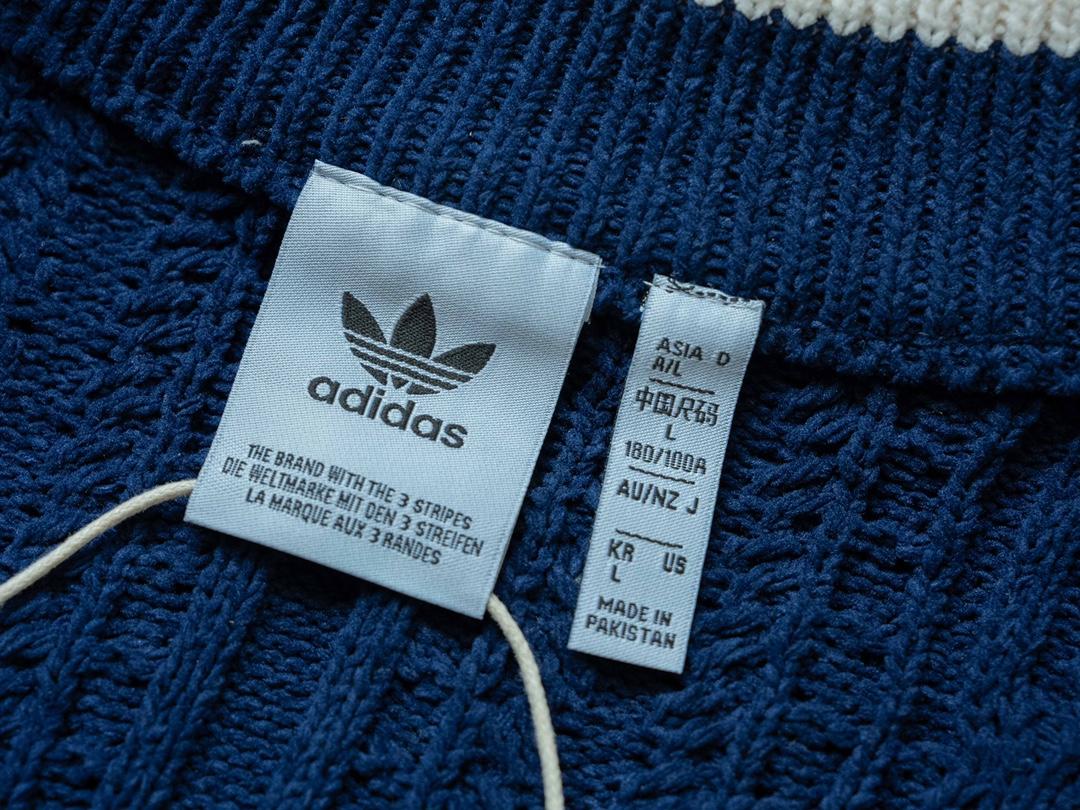 adidas
THE BRAND WITH THE 3 STRIPES
DIE WELTMARKE MIT DEN 3 STREIFEN
LA MARQUE AUX 3 RANDES
ASIA D
A/L
中国尺码
L
180/100A
AU/NZ J
KR US
L
MADE IN
PAKISTAN